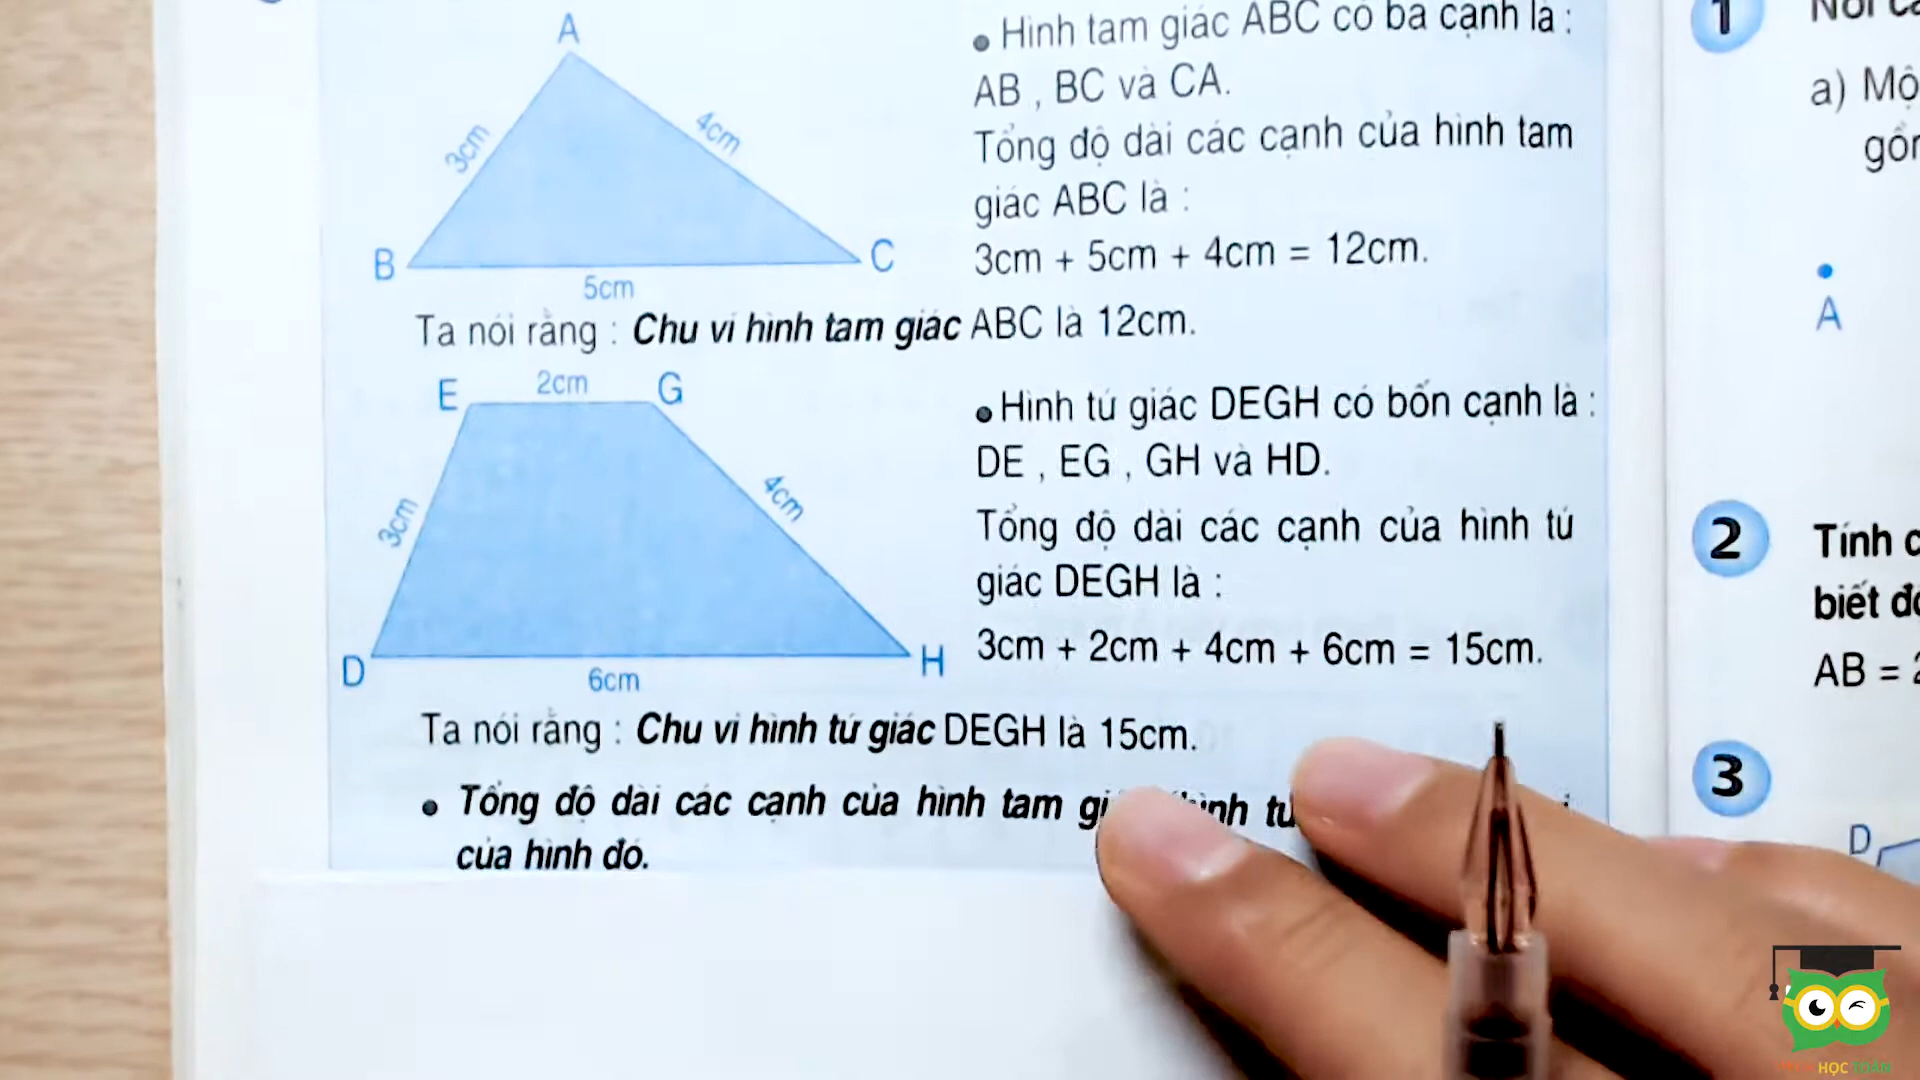 A
3cm
4cm
B
C
5cm
Hình tam giác ABC có ba cạnh là :
AB , BC và CA.
Tổng độ dài các cạnh của hình tam
giác ABC là :
3cm + 5cm + 4cm = 12cm.
Ta nói rằng : Chu vi hình tam giác ABC là 12cm.
E
2cm
G
3cm
4cm
D
6cm
H
Hình tứ giác DEGH có bốn cạnh là :
DE , EG , GH và HD.
Tổng độ dài các cạnh của hình tứ
giác DEGH là :
3cm + 2cm + 4cm + 6cm = 15cm.
Ta nói rằng : Chu vi hình tứ giác DEGH là 15cm.
Tổng độ dài các cạnh của hình tam
của hình đó.
1
a)
A
2 Tính
biết
AB =
3
D
HỌC TOÁN